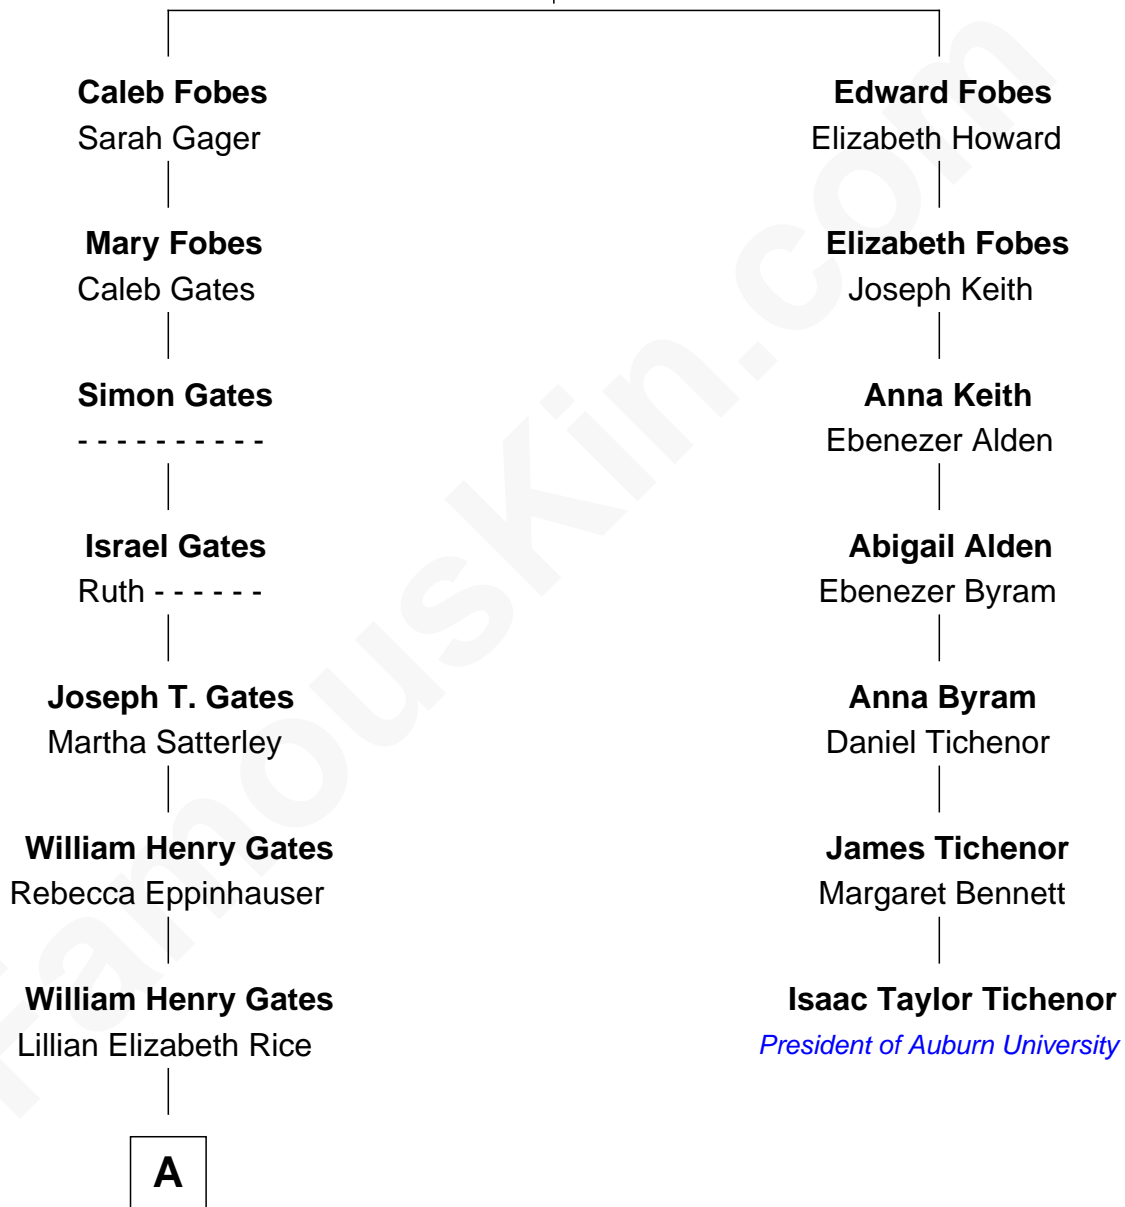 Caleb Fobes
Sarah Gager
Edward Fobes
Elizabeth Howard
Mary Fobes
Caleb Gates
Elizabeth Fobes
Joseph Keith
Simon Gates
- - - - - - - - - -
Anna Keith
Ebenezer Alden
Israel Gates
Ruth - - - - - -
Abigail Alden
Ebenezer Byram
Joseph T. Gates
Martha Satterley
Anna Byram
Daniel Tichenor
William Henry Gates
Rebecca Eppinhauser
James Tichenor
Margaret Bennett
William Henry Gates
Lillian Elizabeth Rice
Isaac Taylor Tichenor
President of Auburn University
A
FamousKin.com